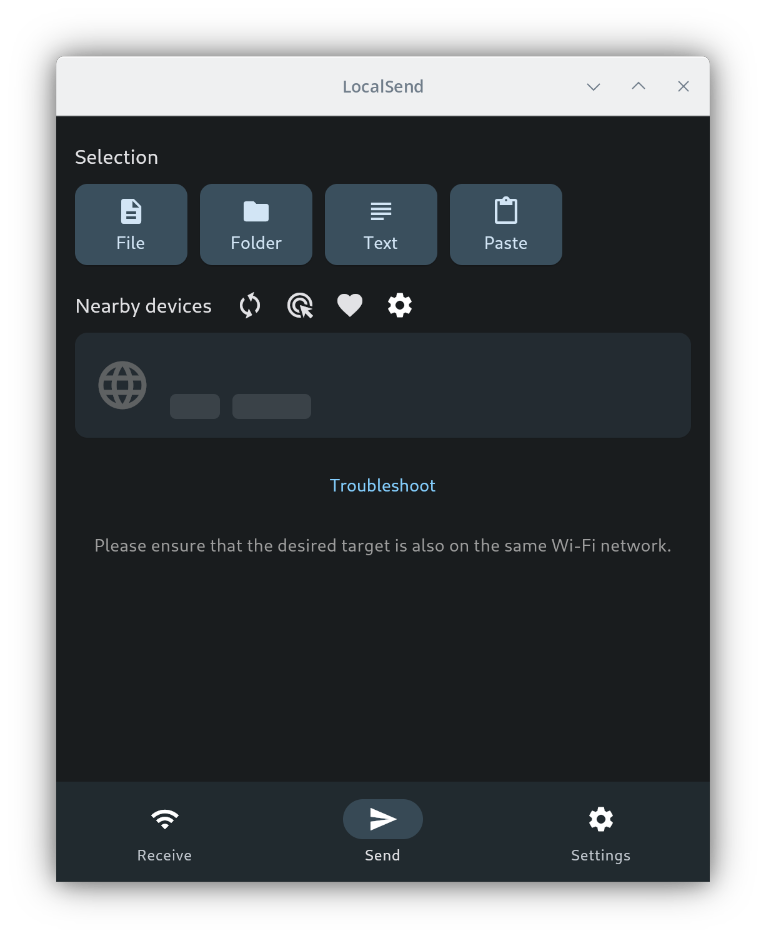 LocalSend
Selection
File Folder Text Paste
Nearby devices
Troubleshoot
Please ensure that the desired target is also on the same Wi-Fi network.
Receive Send Settings